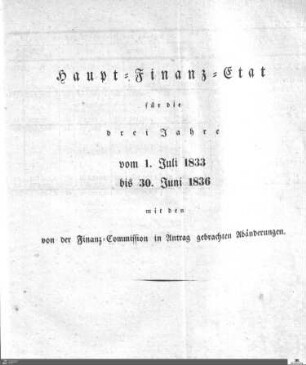 Haupt-Finanz-Etat
für die
drei Jahre
vom 1. Juli 1833
bis 30. Juni 1836
mit den
von der Finanz-Commission in Antrag gebrachten Abänderungen.